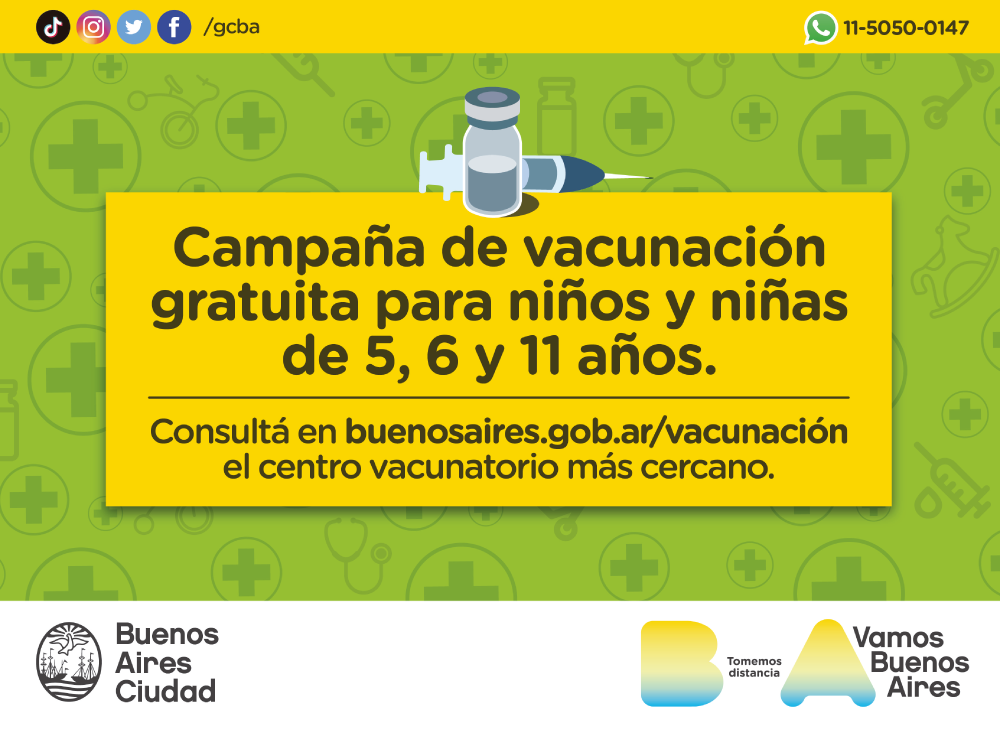 /gcba
11-5050-0147
Campaña de vacunación
gratuita para niños y niñas
de 5, 6 y 11 años.
Consultá en buenosaires.gob.ar/vacunación
el centro vacunatorio más cercano.
Buenos
Aires
Ciudad
B
Tomemos
distancia
A
Vamos
Buenos
Aires